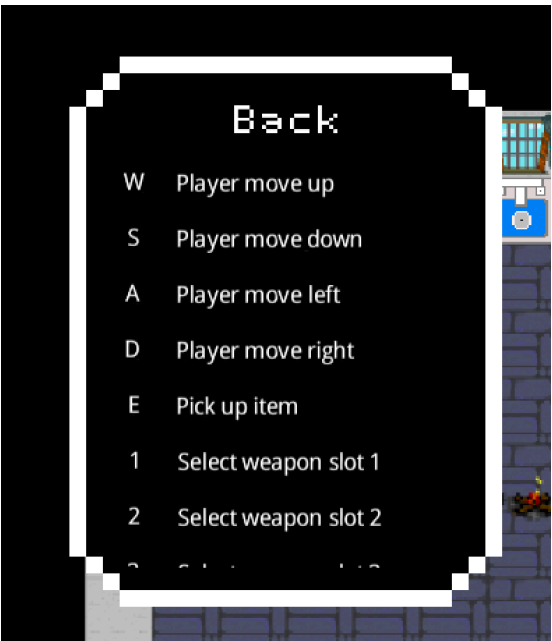 Back
W Player move up
S Player move down
A Player move left
D Player move right
E Pick up item
1 Select weapon slot 1
2 Select weapon slot 2